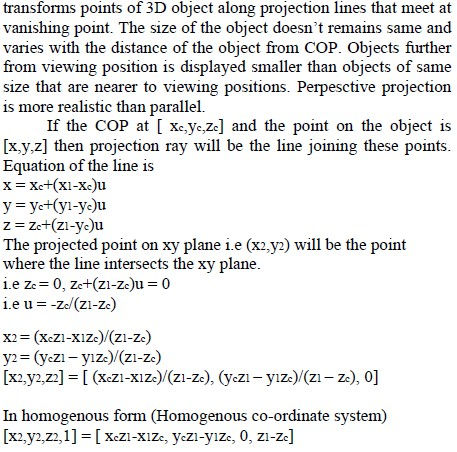 transforms points of 3D object along projection lines that meet at
vanishing point. The size of the object doesn't remains same and
varies with the distance of the object from COP. Objects further
from viewing position is displayed smaller than objects of same
size that are nearer to viewing positions. Perpesctive projection
is more realistic than parallel.
If the COP at [ xc,yc,zc] and the point on the object is
[x,y,z] then projection ray will be the line joining these points.
Equation of the line is
x = xc+(x1-xc)u
y = yc+(y1-yc)u
z = zc+(z1-yc)u
The projected point on xy plane i.e (x2,y2) will be the point
where the line intersects the xy plane.
i.e zc = 0, zc+(z1-zc)u = 0
i.e u = -zc/(z1-zc)
x2 = (xcz1-x1zc)/(z1-zc)
y2 = (ycz1 – y1zc)/(z1-zc)
[x2,y2,z2] = [ (xcz1-x1zc)/(z1-zc), (ycz1 – y1zc)/(z1 – zc), 0]
In homogenous form (Homogenous co-ordinate system)
[x2,y2,z2,1] = [ xcz1-x1zc, ycz1-y1zc, 0, z1-zc]